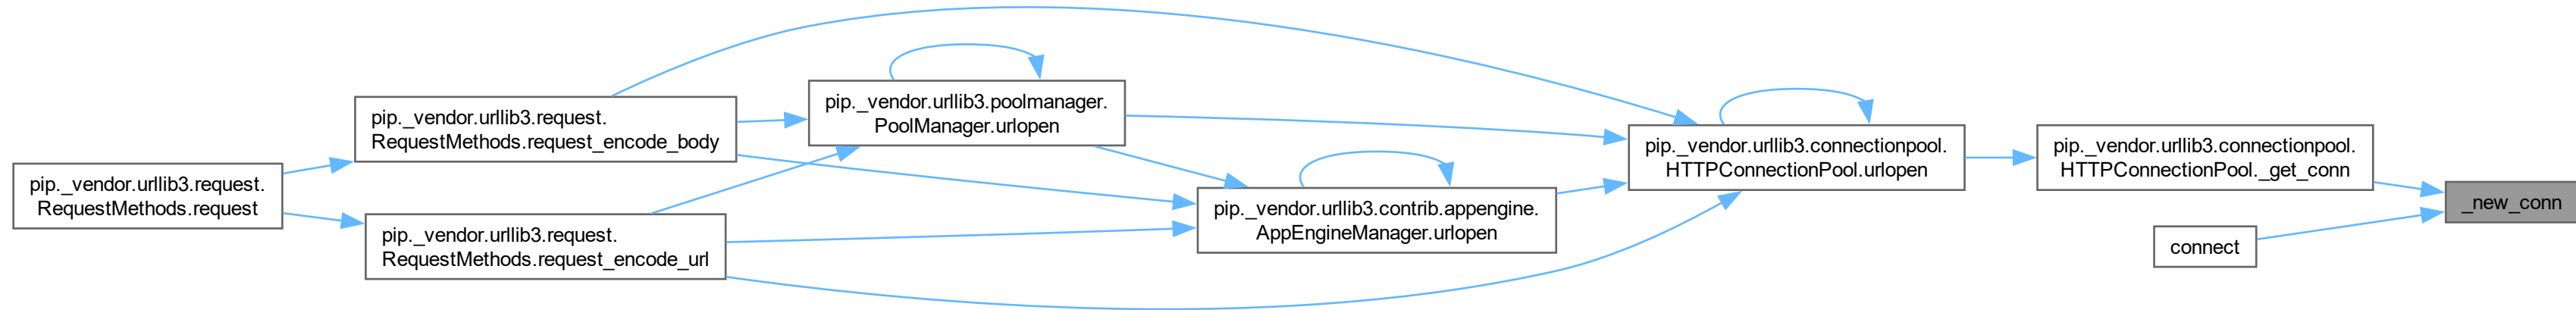 pip._vendor.urllib3.request.
RequestMethods.request
pip._vendor.urllib3.request.
RequestMethods.request_encode_body
pip._vendor.urllib3.request.
RequestMethods.request_encode_url
pip._vendor.urllib3.poolmanager.
PoolManager.urlopen
pip._vendor.urllib3.contrib.appengine.
AppEngineManager.urlopen
pip._vendor.urllib3.connectionpool.
HTTPConnectionPool.urlopen
pip._vendor.urllib3.connectionpool.
HTTPConnectionPool._get_conn
connect
_new_conn